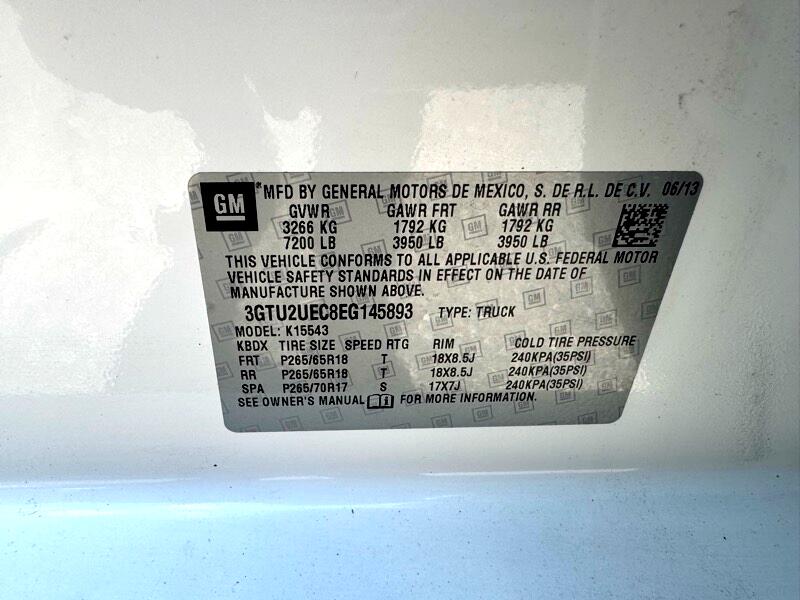 GM
*MFD BY GENERAL MOTORS DE MEXICO, S. DE R.L. DE C.V. 06/13
GVWR GAWR FRT GAWR RR
3266 KG 1792 KG 1792 KG
7200 LB 3950 LB 3950 LB
THIS VEHICLE CONFORMS TO ALL APPLICABLE U.S. FEDERAL MOTOR
VEHICLE SAFETY STANDARDS IN EFFECT ON THE DATE OF
MANUFACTURE SHOWN ABOVE.
3GTU2UEC8EG145893 TYPE: TRUCK
MODEL: K15543
KBDX TIRE SIZE SPEED RTG RIM COLD TIRE PRESSURE
FRT P265/65R18 T 18X8.5J 240KPA(35PSI)
RR P265/65R18 T 18X8.5J 240KPA(35PSI)
SPA P265/70R17 S 17X7J 240KPA(35PSI)
SEE OWNER'S MANUAL FOR MORE INFORMATION.